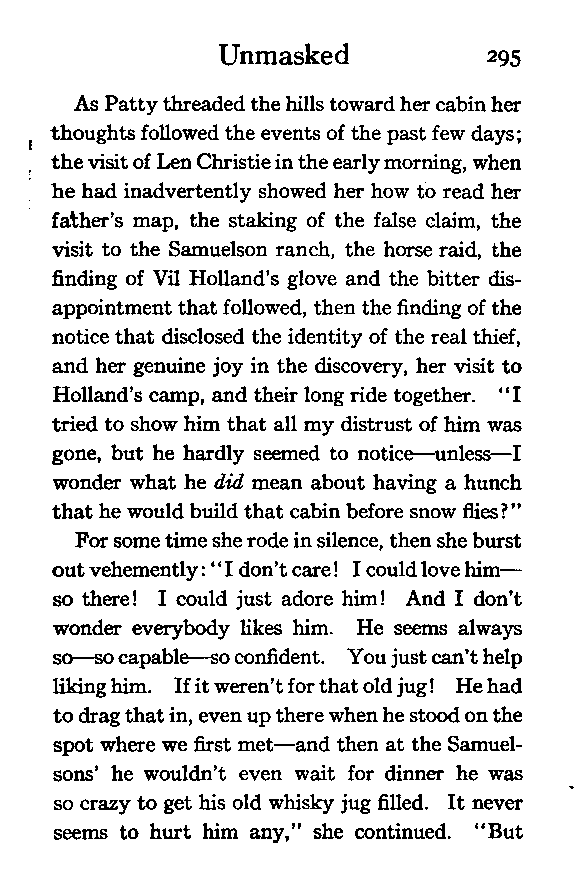 Unmasked 295
As Patty threaded the hills toward her cabin her
thoughts followed the events of the past few days;
the visit of Len Christie in the early morning, when
he had inadvertently showed her how to read her
father's map, the staking of the false claim, the
visit to the Samuelson ranch, the horse raid, the
finding of Vil Holland's glove and the bitter dis-
appointment that followed, then the finding of the
notice that disclosed the identity of the real thief,
and her genuine joy in the discovery, her visit to
Holland's camp, and their long ride together. "I
tried to show him that all my distrust of him was
gone, but he hardly seemed to notice—unless—I
wonder what he did mean about having a hunch
that he would build that cabin before snow flies?"
For some time she rode in silence, then she burst
out vehemently: "I don't care! I could love him—
so there! I could just adore him! And I don't
wonder everybody likes him. He seems always
so—so capable—so confident. You just can't help
liking him. If it weren't for that old jug! He had
to drag that in, even up there when he stood on the
spot where we first met—and then at the Samuel-
sons' he wouldn't even wait for dinner he was
so crazy to get his old whisky jug filled. It never
seems to hurt him any," she continued. "But